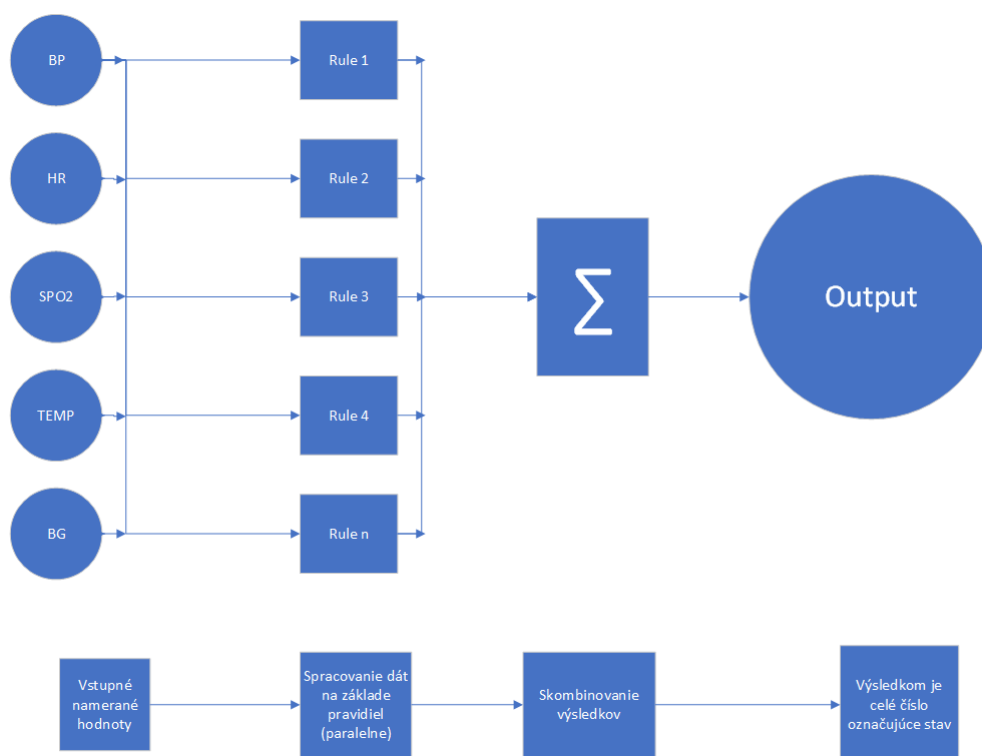 BP
Rule 1
HR
Rule 2
SPO2
Rule 3
∑
Output
TEMP
Rule 4
BG
Rule n
Vstupné
namerané
hodnoty
Spracovanie dát
na základe
pravidiel
(paralelne)
Skombinovanie
výsledkov
Výsledkom je
celé číslo
označujúce stav